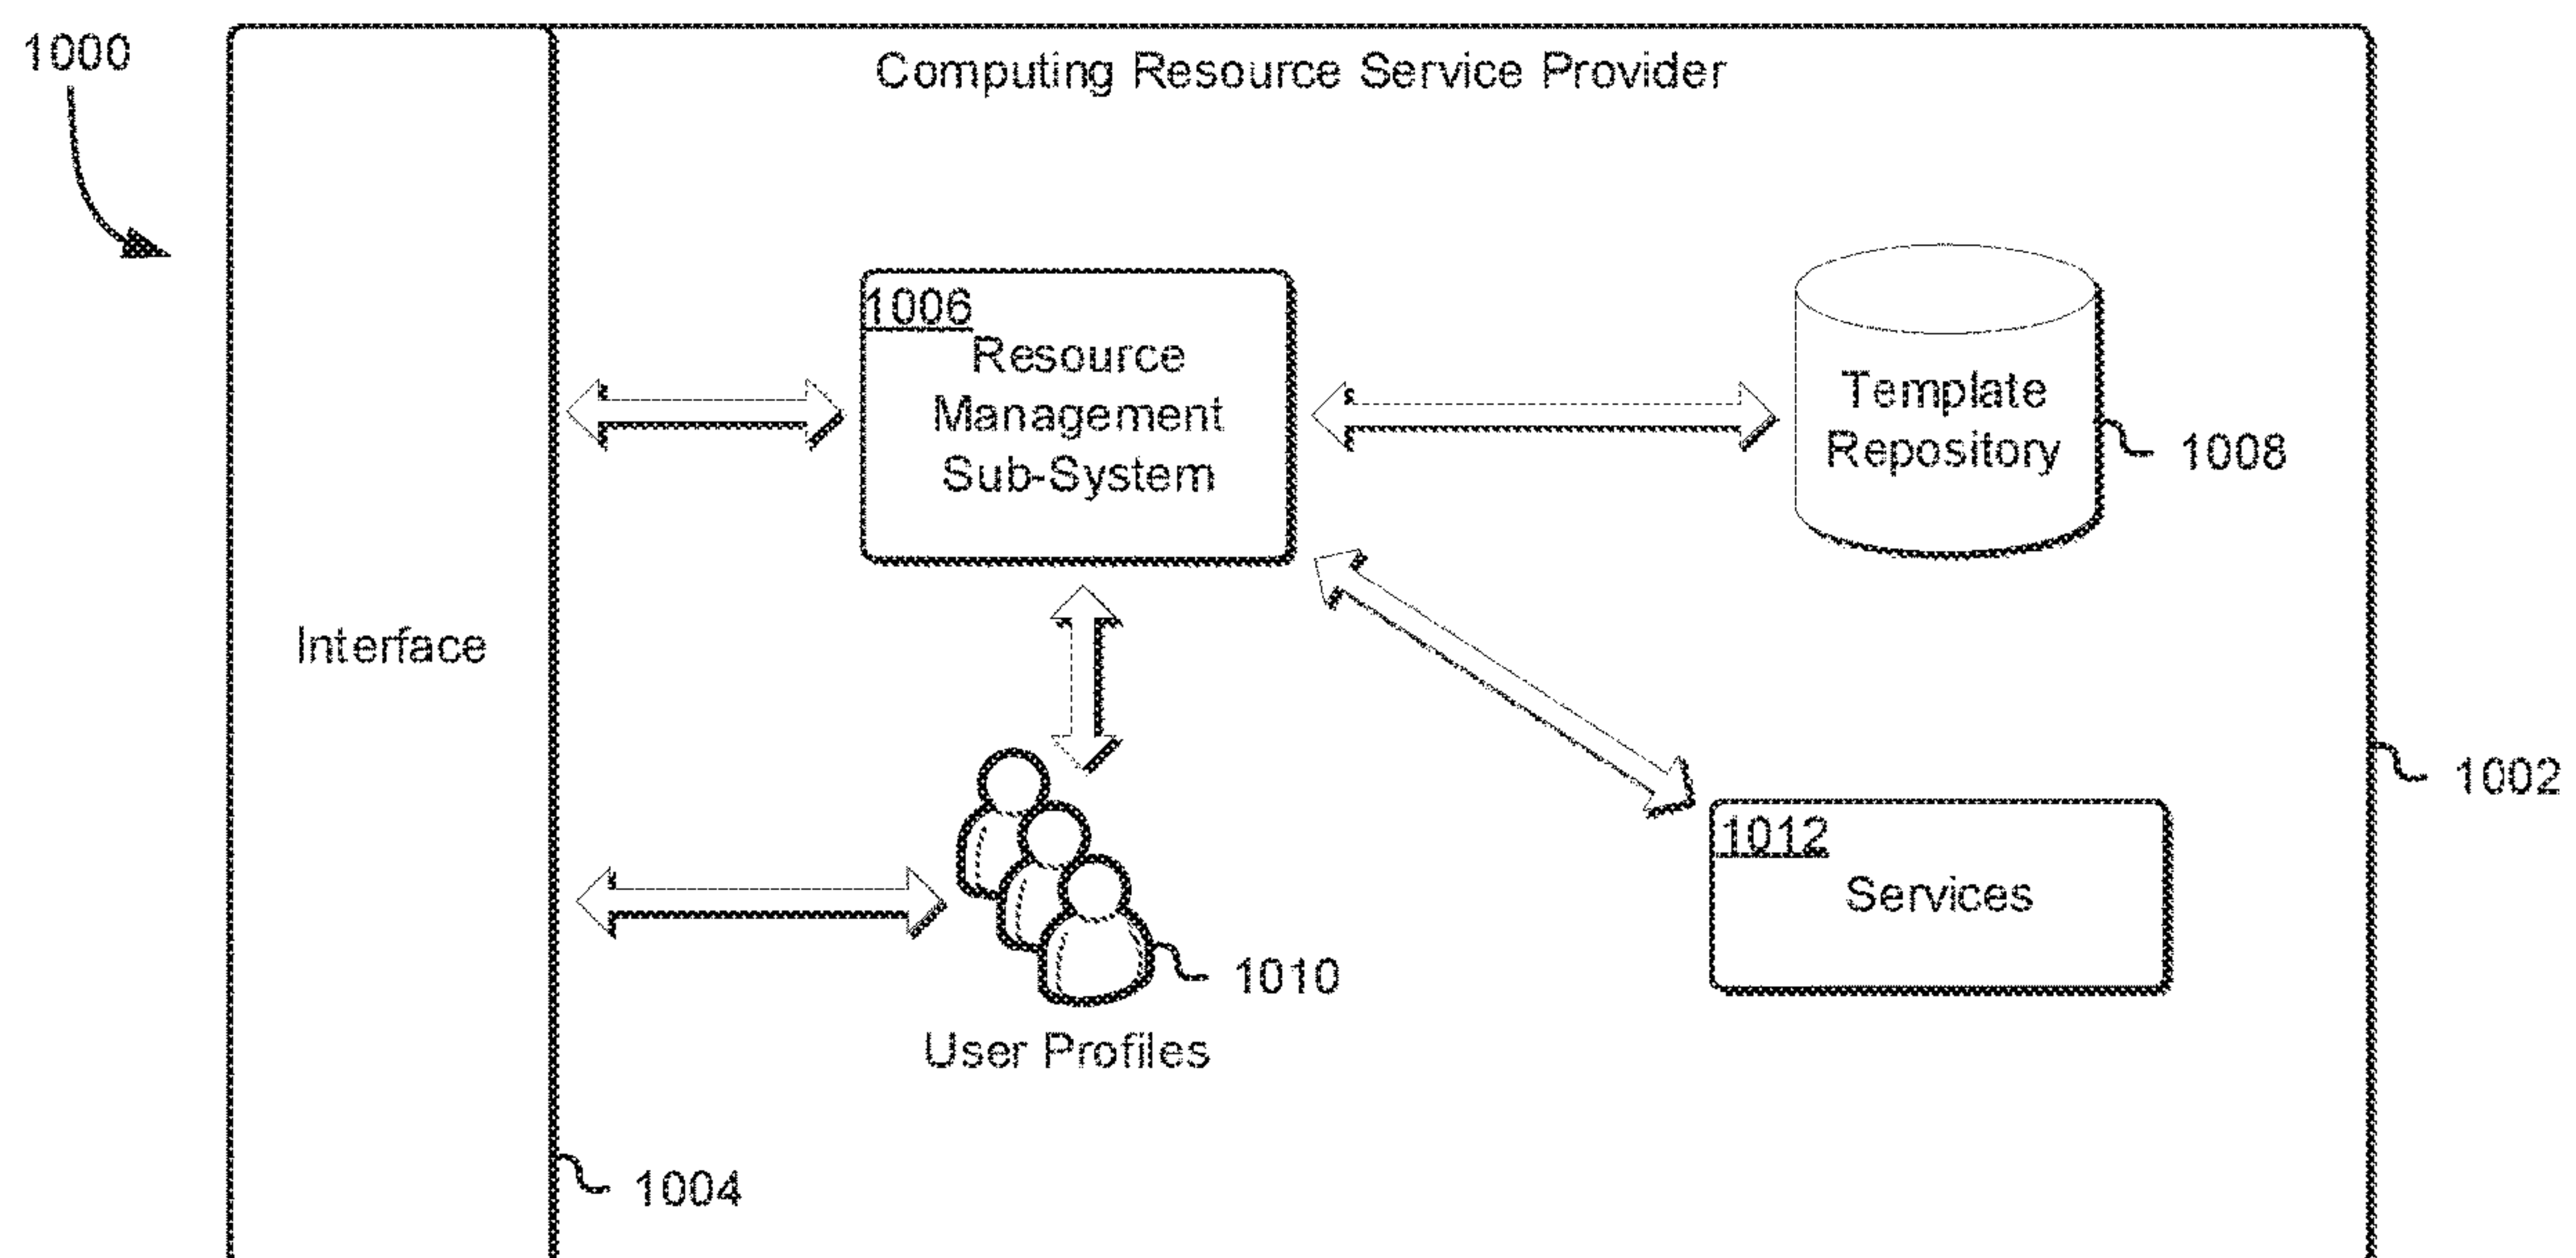 1000
Computing Resource Service Provider
1006
Resource
Management
Sub-System
Template
Repository
1008
Interface
1002
1012
Services
1010
User Profiles
1004